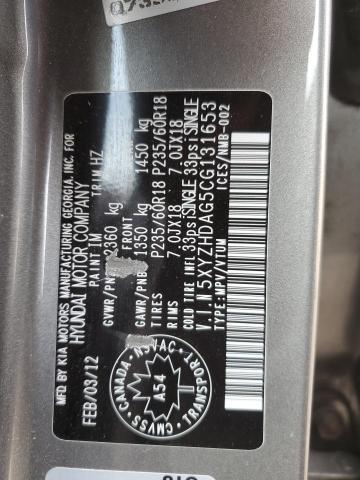 MFD BY KIA MOTORS MANUFACTURING GEORGIA, INC. FOR
HYUNDAI MOTOR COMPANY
FEB/03/12 PAINT IM TRIM HZ
GVWR/PNBV 2360 kg
FRONT
GAWR/PNBE 1350 kg 1450 kg
TIRES P235/60R18 P235/60R18
RIMS 7.0JX18 7.0JX18
COLD TIRE INFL 33psi SINGLE 33psi SINGLE
V.I.N 5XYZHDAG5CG131653
TYPE:MPV/VTUM ICES/NMB-002
CANADA NSVAC
A54
CMVSS TRANSPORT